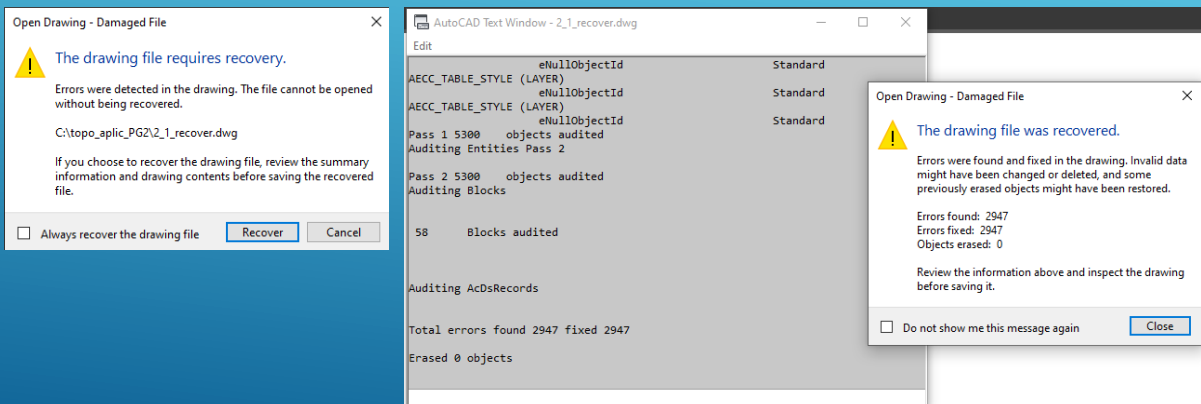 Open Drawing - Damaged File
The drawing file requires recovery.
Errors were detected in the drawing. The file cannot be opened
without being recovered.
C:\topo_aplic_PG2\2_1_recover.dwg
If you choose to recover the drawing file, review the summary
information and drawing contents before saving the recovered
file.
Always recover the drawing file
Recover
Cancel
AutoCAD Text Window - 2_1_recover.dwg
Edit
eNullObjectId Standard
AECC_TABLE_STYLE (LAYER)
eNullObjectId Standard
AECC_TABLE_STYLE (LAYER)
eNullObjectId Standard
Pass 1 5300 objects audited
Auditing Entities Pass 2
Pass 2 5300 objects audited
Auditing Blocks
58 Blocks audited
Auditing AcDsRecords
Total errors found 2947 fixed 2947
Erased 0 objects
Open Drawing - Damaged File
The drawing file was recovered.
Errors were found and fixed in the drawing. Invalid data
might have been changed or deleted, and some
previously erased objects might have been restored.
Errors found: 2947
Errors fixed: 2947
Objects erased: 0
Review the information above and inspect the drawing
before saving it.
Do not show me this message again
Close